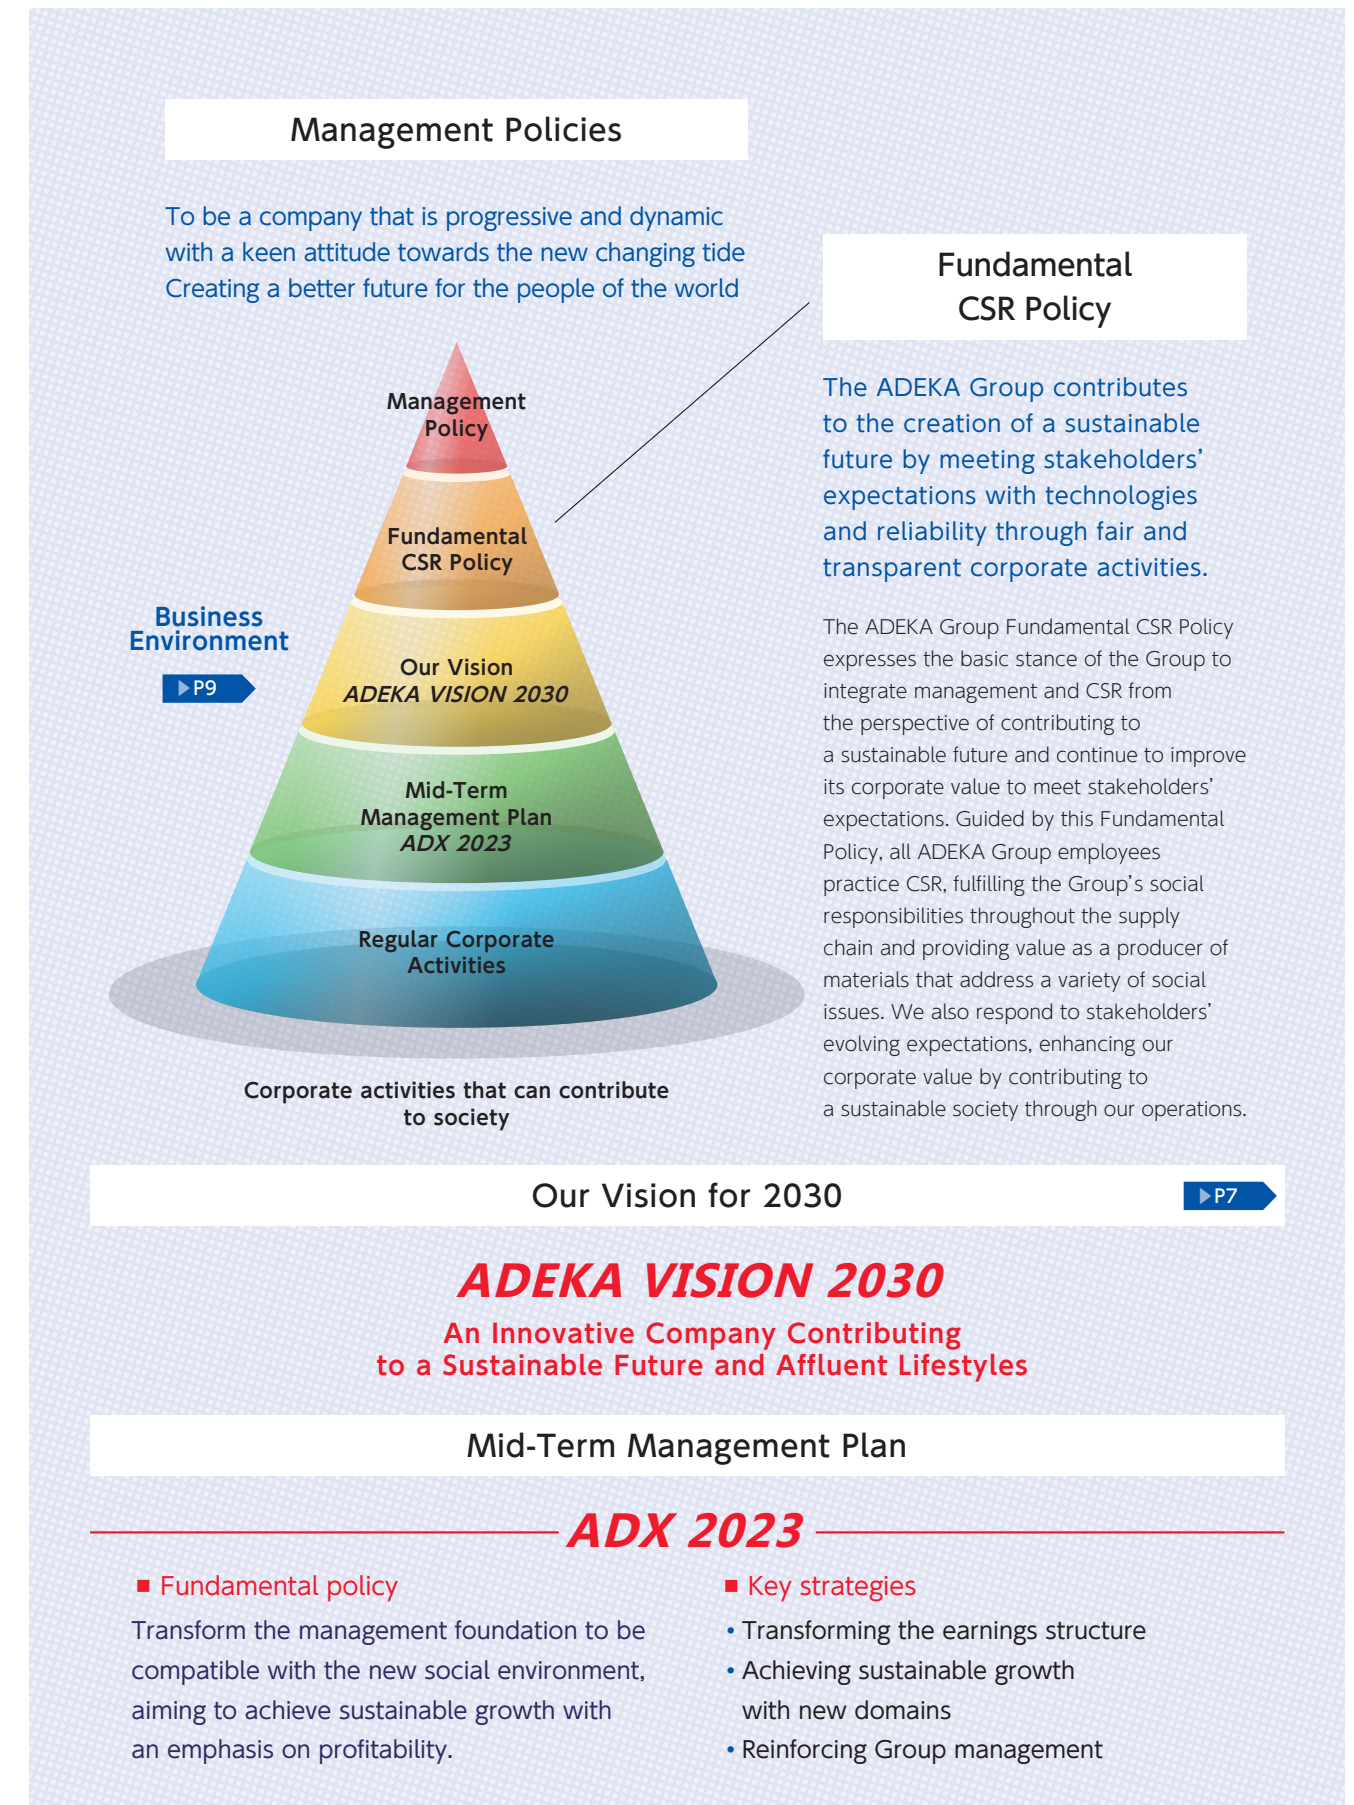 Management Policies
To be a company that is progressive and dynamic
with a keen attitude towards the new changing tide
Creating a better future for the people of the world
Management
Policy
Fundamental
CSR Policy
Our Vision
ADEKA VISION 2030
Mid-Term
Management Plan
ADX 2023
Regular Corporate
Activities
Business
Environment
P9
Corporate activities that can contribute
to society
Fundamental
CSR Policy
The ADEKA Group contributes
to the creation of a sustainable
future by meeting stakeholders'
expectations with technologies
and reliability through fair and
transparent corporate activities.
The ADEKA Group Fundamental CSR Policy
expresses the basic stance of the Group to
integrate management and CSR from
the perspective of contributing to
a sustainable future and continue to improve
its corporate value to meet stakeholders'
expectations. Guided by this Fundamental
Policy, all ADEKA Group employees
practice CSR, fulfilling the Group's social
responsibilities throughout the supply
chain and providing value as a producer of
materials that address a variety of social
issues. We also respond to stakeholders'
evolving expectations, enhancing our
corporate value by contributing to
a sustainable society through our operations.
Our Vision for 2030
P7
ADEKA VISION 2030
An Innovative Company Contributing
to a Sustainable Future and Affluent Lifestyles
Mid-Term Management Plan
ADX 2023
■ Fundamental policy
Transform the management foundation to be
compatible with the new social environment,
aiming to achieve sustainable growth with
an emphasis on profitability.
■ Key strategies
• Transforming the earnings structure
• Achieving sustainable growth
with new domains
• Reinforcing Group management